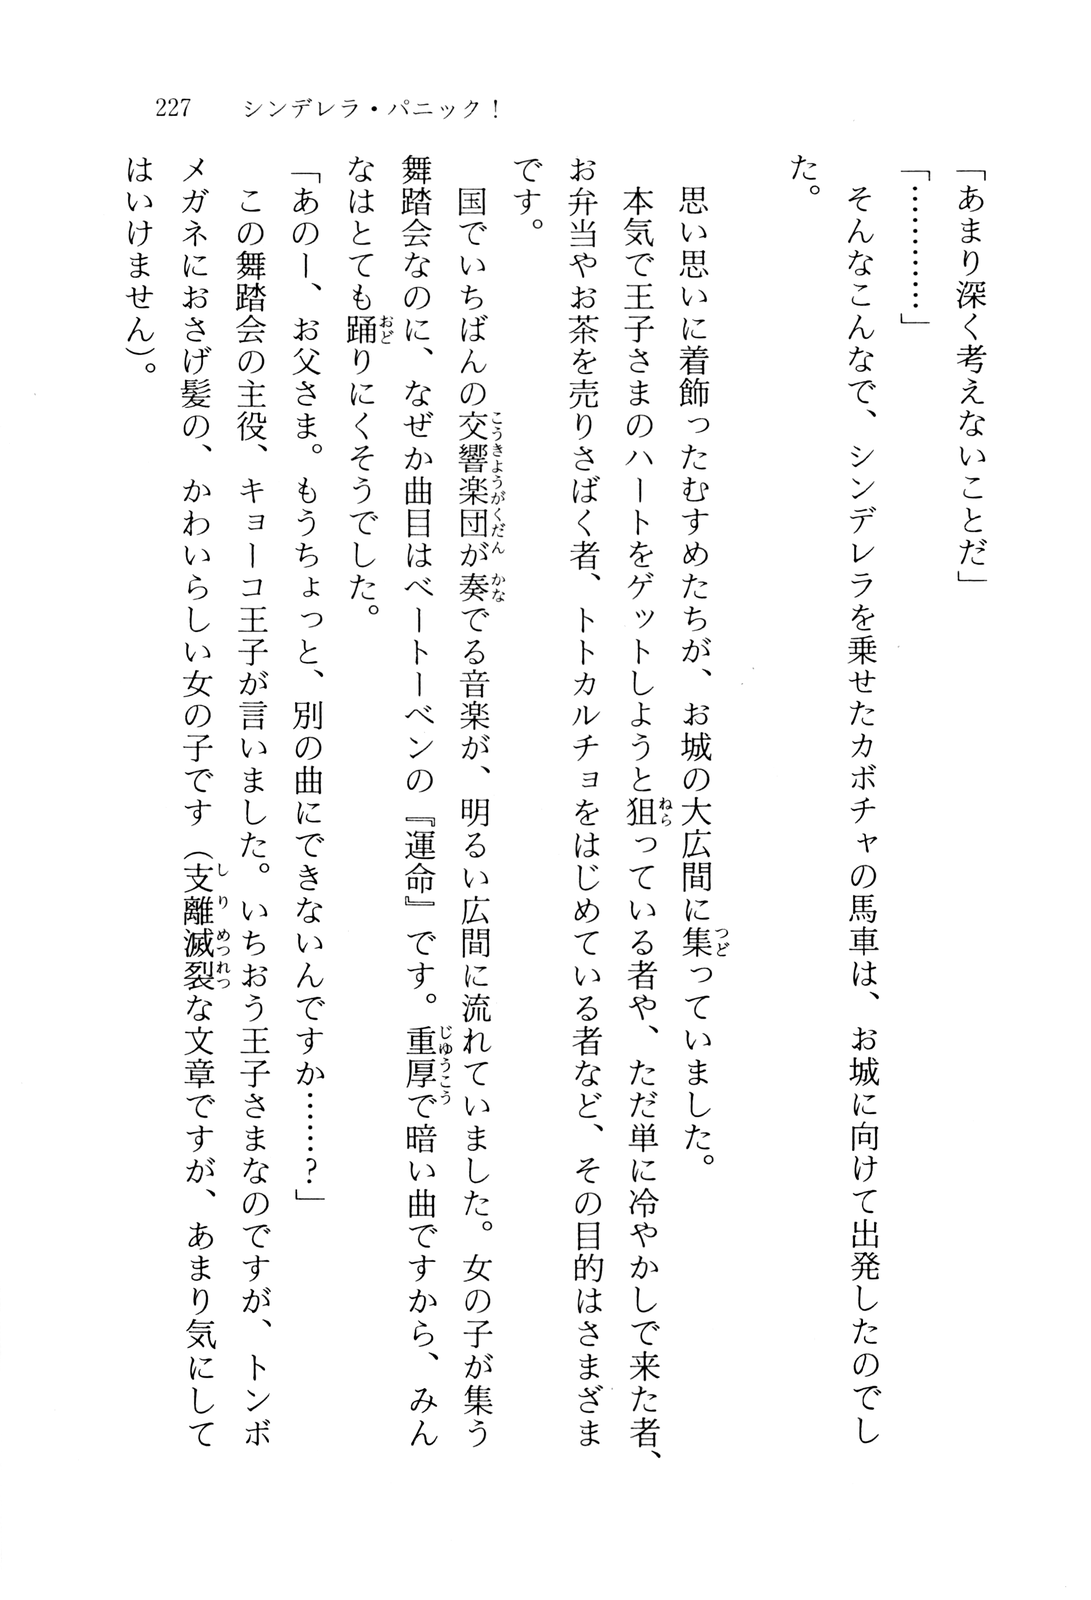 227 シンデレラ・パニック！
「あまり深く考えないことだ」
「…………」
そんなこんなで、シンデレラを乗せたカボチャの馬車は、お城に向けて出発したのでし
た。
思い思いに着飾ったむすめたちが、お城の大広間に集っていました。
本気で王子さまのハートをゲットしようと狙っている者や、ただ単に冷やかしで来た者、
お弁当やお茶を売りさばく者、トトカルチョをはじめている者など、その目的はさまざま
です。
国でいちばんの交響楽団が奏でる音楽が、明るい広間に流れていました。女の子が集う
舞踏会なのに、なぜか曲目はベートーベンの『運命』です。重厚で暗い曲ですから、みん
なはとても踊りにくそうでした。
「あのー、お父さま。もうちょっと、別の曲にできないんですか……？」
この舞踏会の主役、キョーコ王子が言いました。いちおう王子さまなのですが、トンボ
メガネにおさげ髪の、かわいらしい女の子です（支離滅裂な文章ですが、あまり気にして
はいけません）。